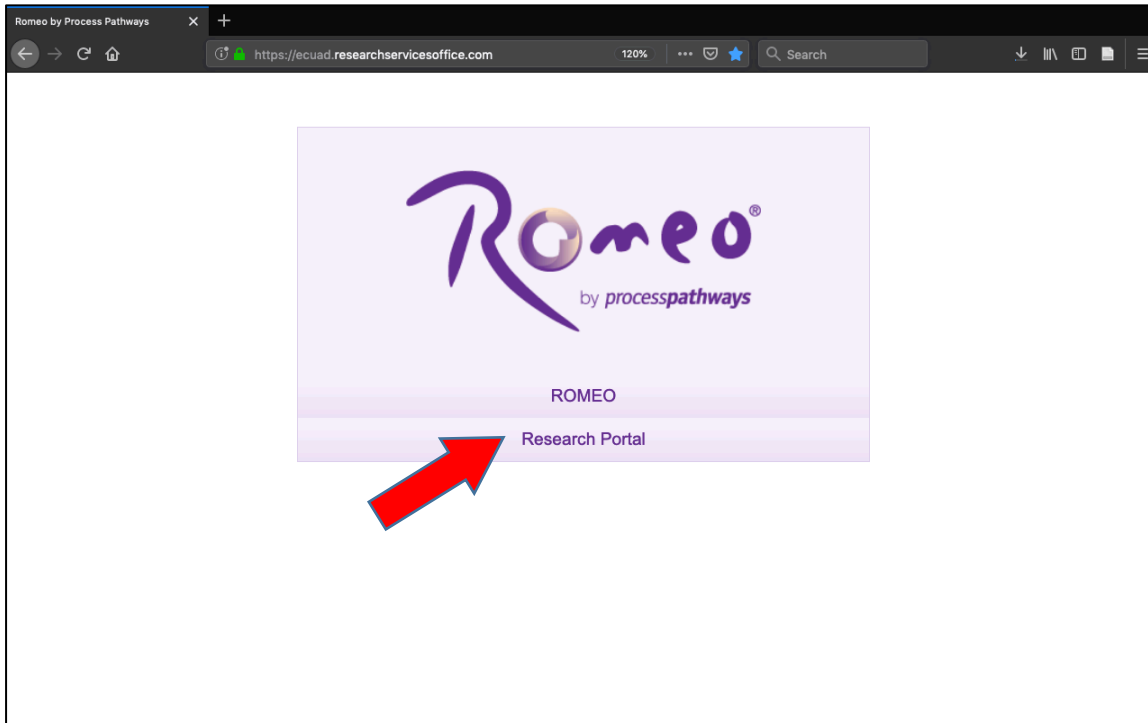 Romeo by Process Pathways
https://ecuad.researchservicesoffice.com 120% Search
Romeo®
by processpathways
ROMEO
Research Portal